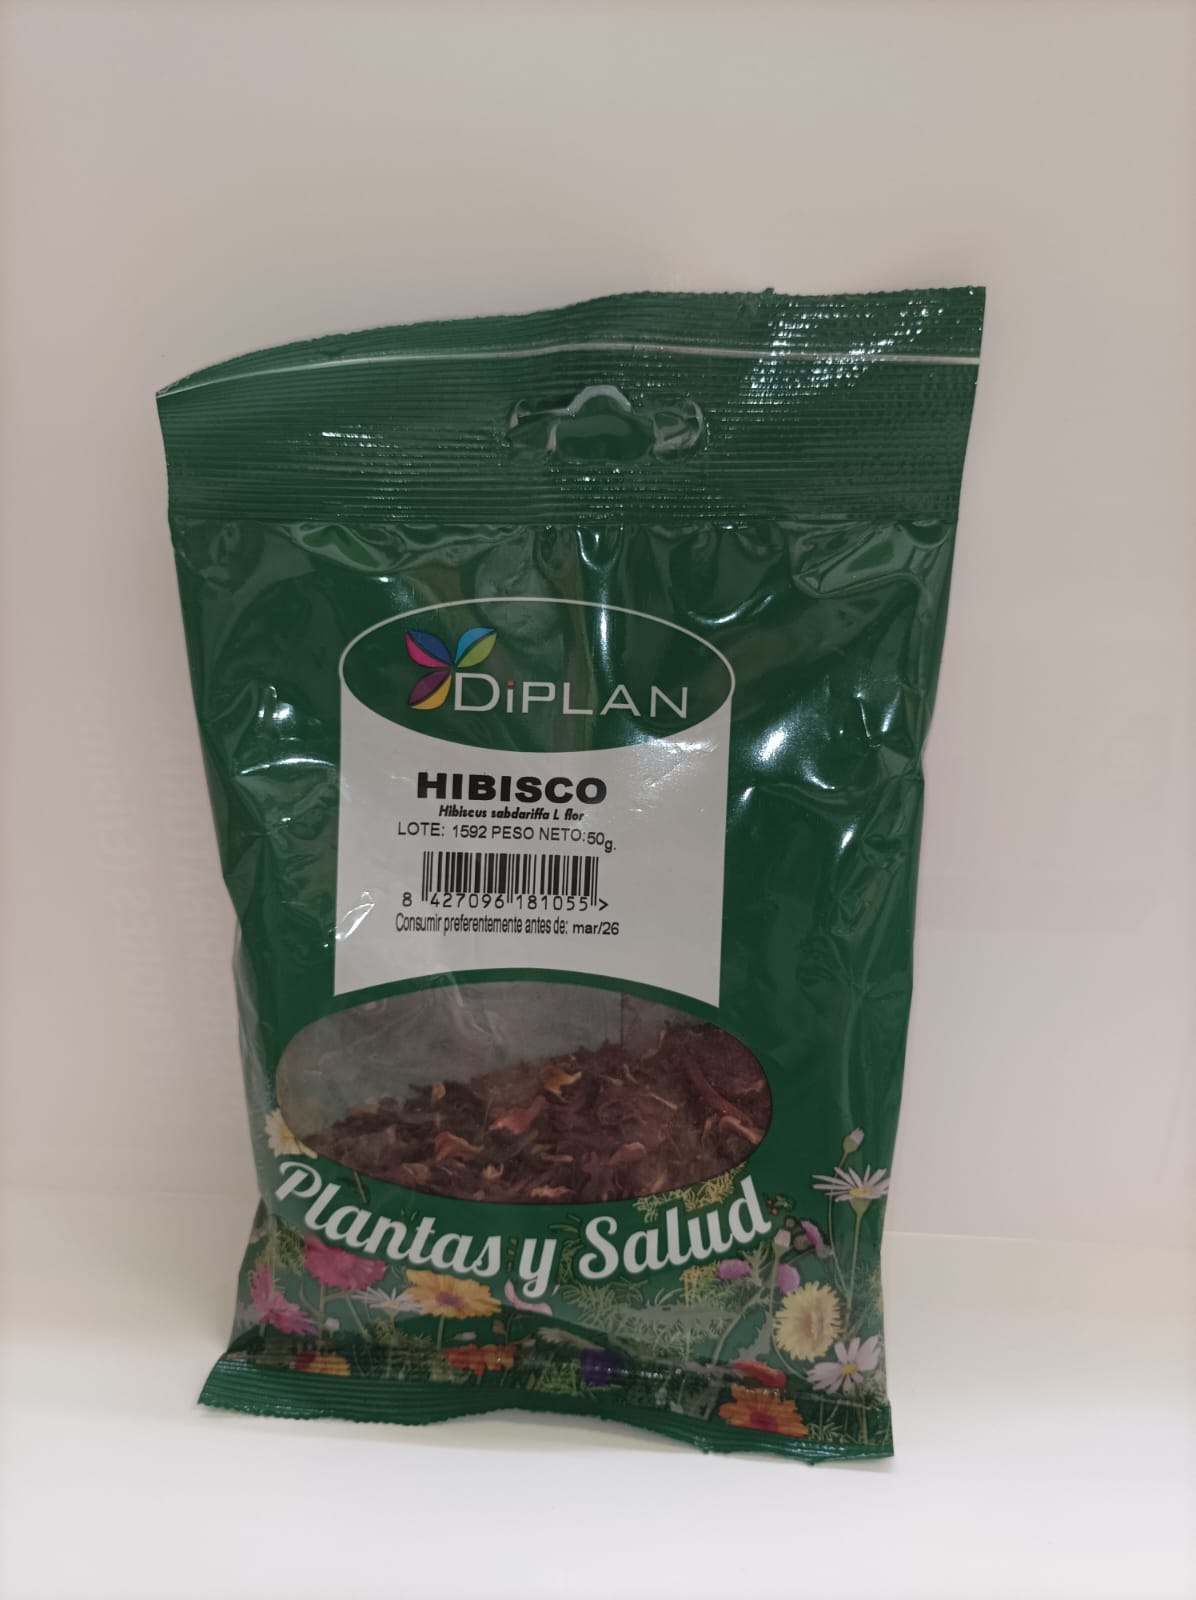 DiPLAN
HIBISCO
Hibiscus sabdariffa L flor
LOTE: 1592 PESO NETO:50g.
8 427096 181055 >
Consumir preferentemente antes de: mar/26
Plantas y Salud